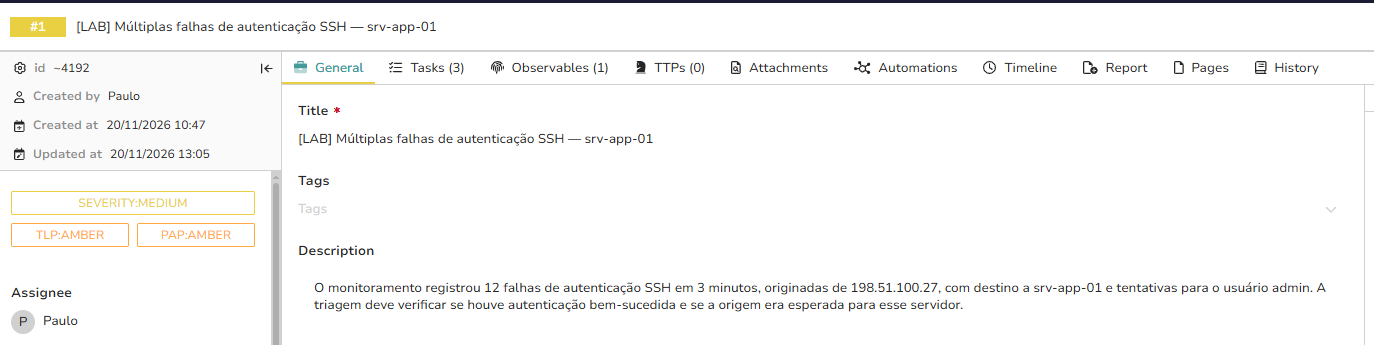 #1 [LAB] Múltiplas falhas de autenticação SSH — srv-app-01
id ~4192
Created by Paulo
Created at 20/11/2026 10:47
Updated at 20/11/2026 13:05
SEVERITY:MEDIUM
TLP:AMBER PAP:AMBER
Assignee
P Paulo
General Tasks (3) Observables (1) TTPs (0) Attachments Automations Timeline Report Pages History
Title *
[LAB] Múltiplas falhas de autenticação SSH — srv-app-01
Tags
Tags
Description
O monitoramento registrou 12 falhas de autenticação SSH em 3 minutos, originadas de 198.51.100.27, com destino a srv-app-01 e tentativas para o usuário admin. A
triagem deve verificar se houve autenticação bem-sucedida e se a origem era esperada para esse servidor.